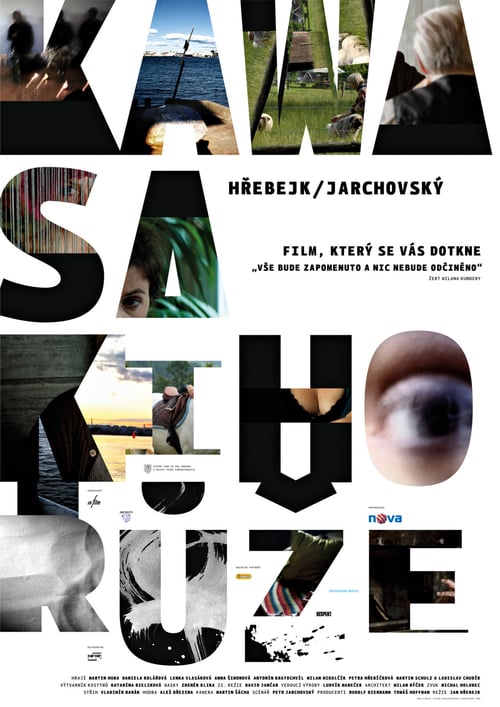 KAWA
SA
HŘEBEJK/JARCHOVSKÝ
FILM, KTERÝ SE VÁS DOTKNE
„VŠE BUDE ZAPOMENUTO A NIC NEBUDE ODČINĚNO“
ŽERT MILANA KUNDERY
KIHO
nova
RŮŽE
RESPEKT
HRAJÍ MARTIN HUBA DANIELA KOLÁŘOVÁ LENKA VLASÁKOVÁ ANNA ŠIMONOVÁ ANTONÍN KRATOCHVÍL MILAN MIKULČÍK PETRA HŘEBÍČKOVÁ MARTIN SCHULZ A LADISLAV CHUDÍK
VÝTVARNÍK KOSTÝMŮ KATARÍNA BIELIKOVÁ MASKY ZDENĚK KLIKA II. REŽIE DAVID JANČAR VEDOUCÍ VÝROBY LUDVÍK MAREČEK ARCHITEKT MILAN BÝČEK ZVUK MICHAL HOLUBEC
STŘIH VLADIMÍR BARÁK HUDBA ALEŠ BŘEZINA KAMERA MARTIN ŠÁCHA SCÉNÁŘ PETR JARCHOVSKÝ PRODUCENTI RUDOLF BIERMANN TOMÁŠ HOFFMAN REŽIE JAN HŘEBEJK